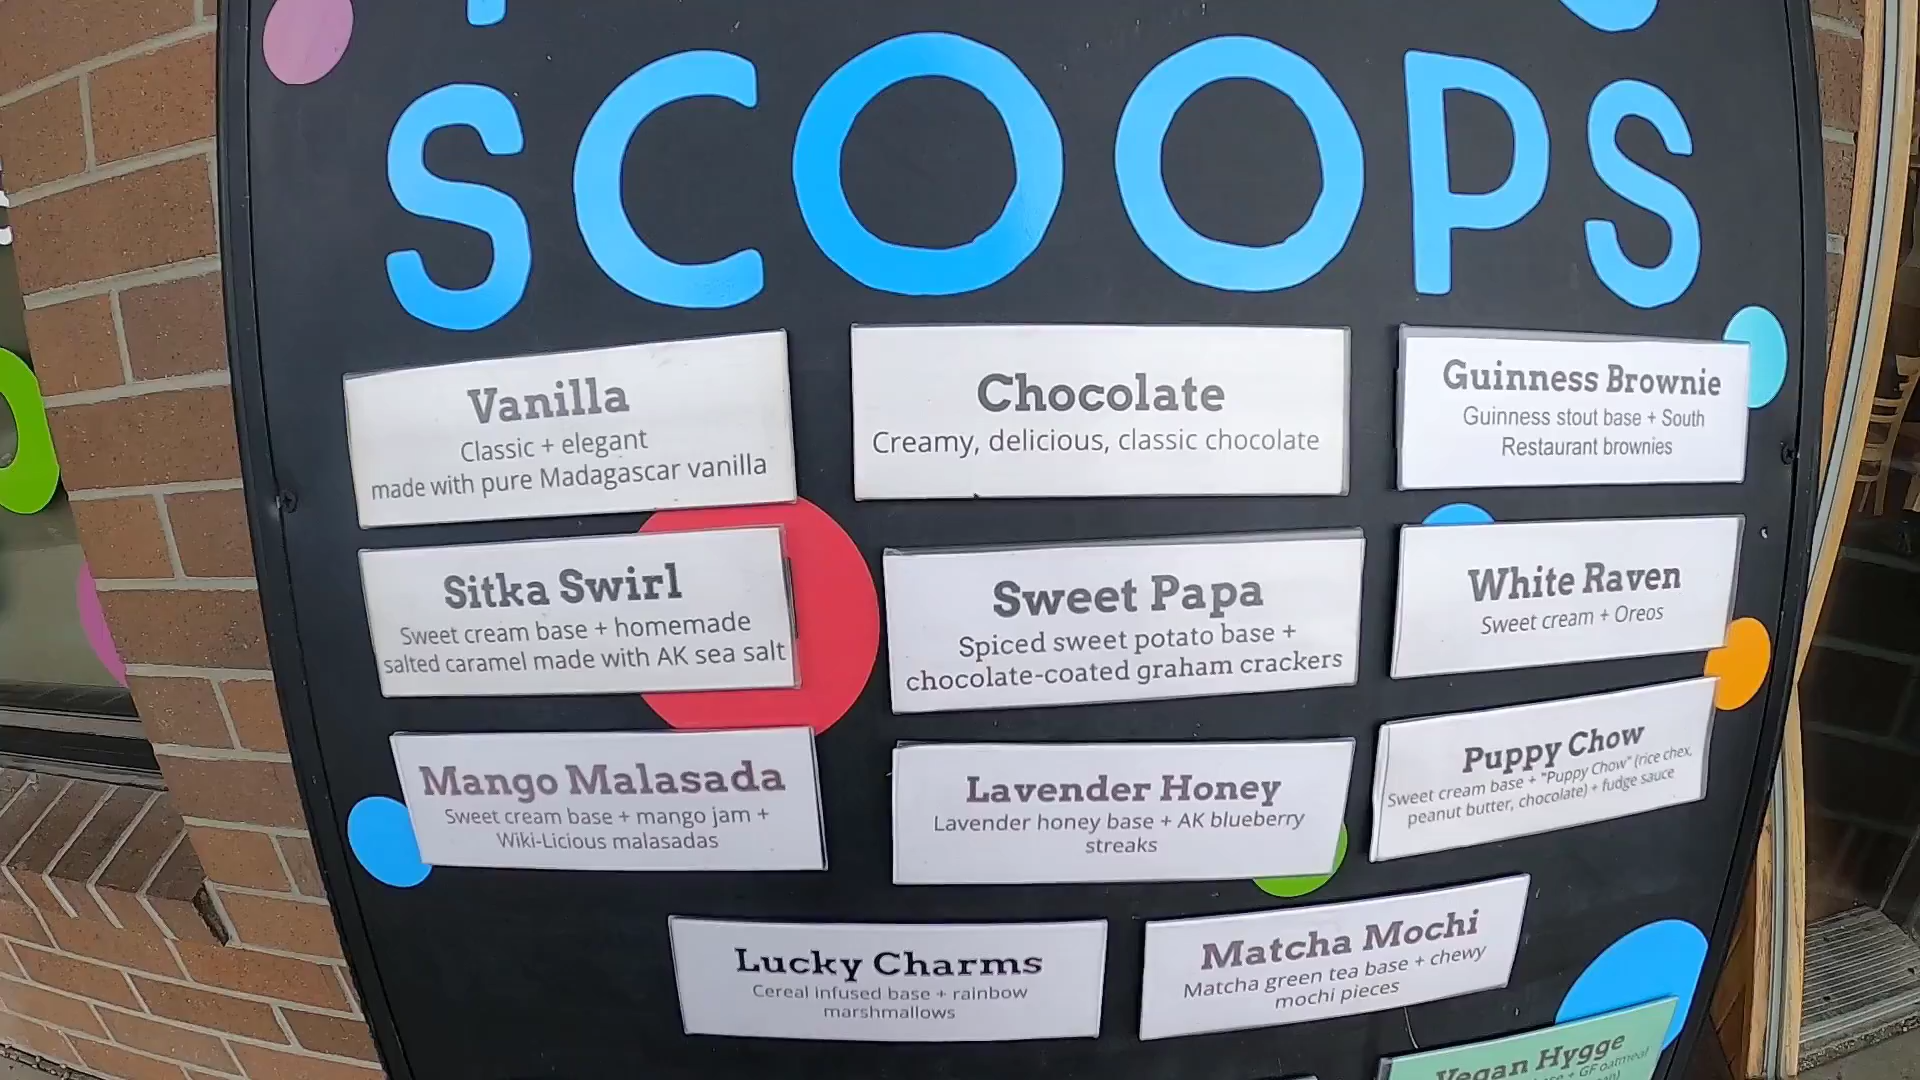 SCOOPS
Vanilla
Classic + elegant
made with pure Madagascar vanilla
Chocolate
Creamy, delicious, classic chocolate
Guinness Brownie
Guinness stout base + South
Restaurant brownies
Sitka Swirl
Sweet cream base + homemade
salted caramel made with AK sea salt
Sweet Papa
Spiced sweet potato base +
chocolate-coated graham crackers
White Raven
Sweet cream + Oreos
Mango Malasada
Sweet cream base + mango jam +
Wiki-Licious malasadas
Lavender Honey
Lavender honey base + AK blueberry
streaks
Puppy Chow
Sweet cream base + "Puppy Chow" (rice chex,
peanut butter, chocolate) + fudge sauce
Lucky Charms
Cereal infused base + rainbow
marshmallows
Matcha Mochi
Matcha green tea base + chewy
mochi pieces
Vegan Hygge
+ GF oatmeal